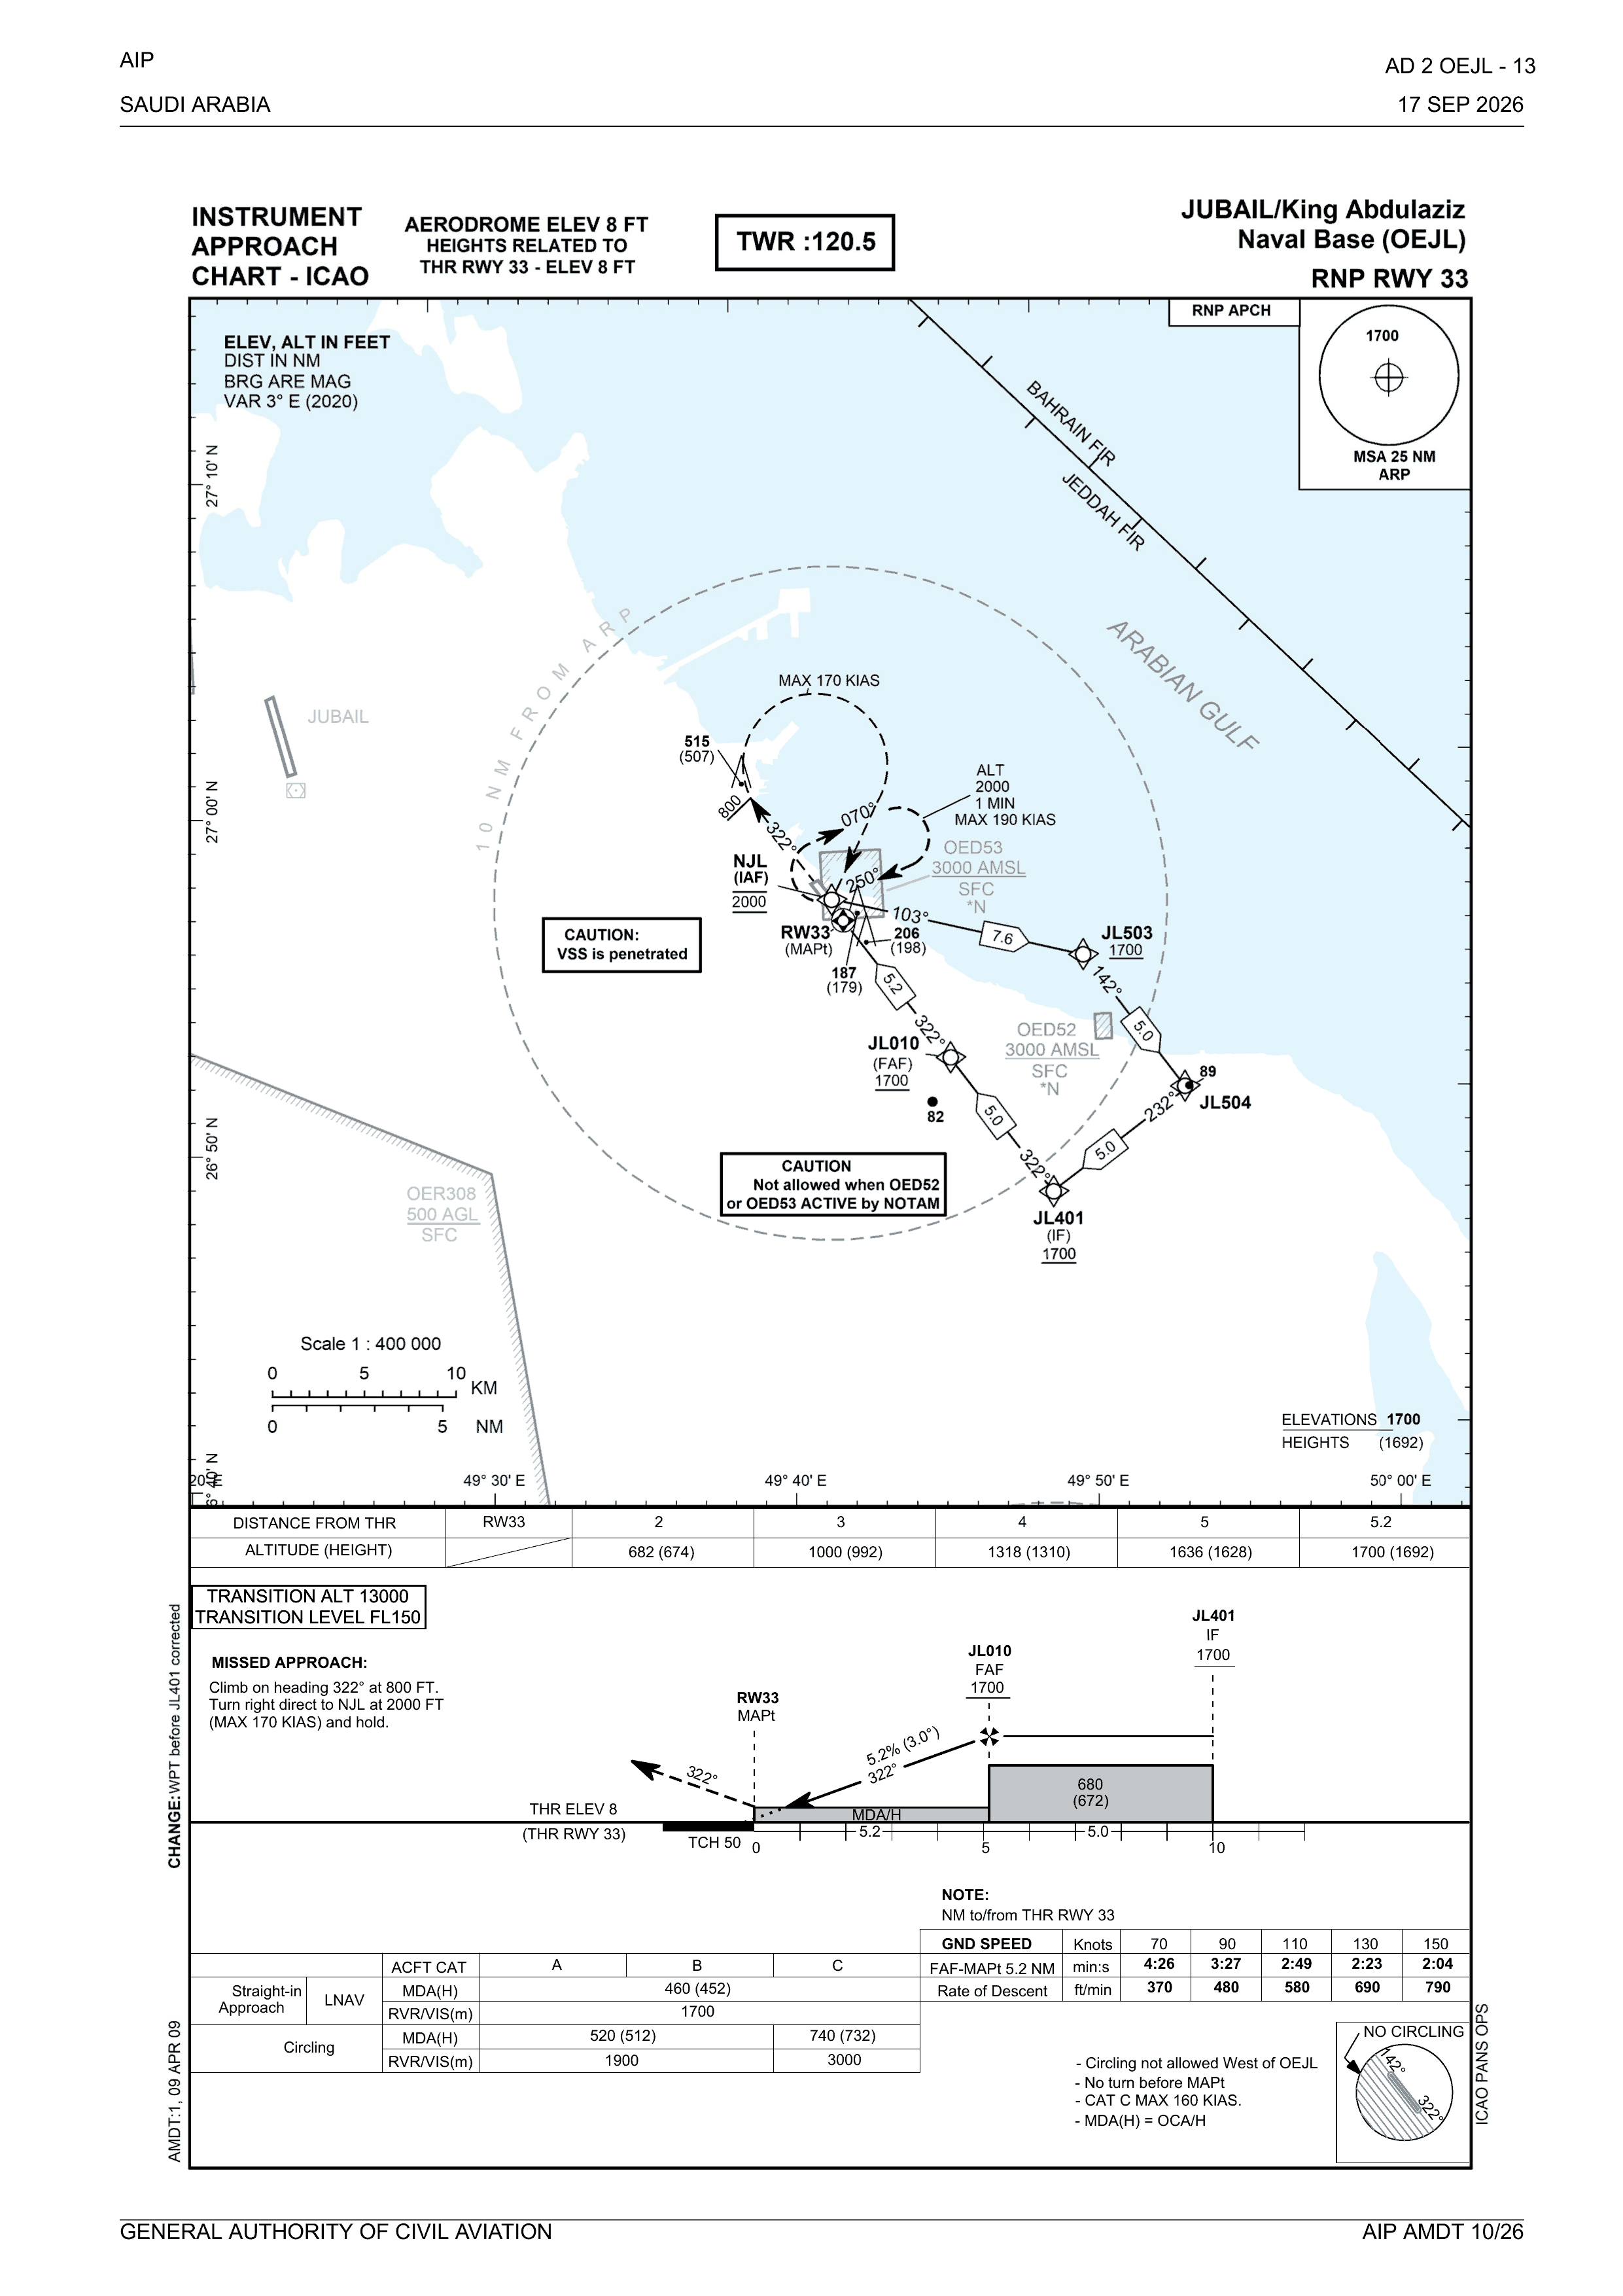 AIP
AD 2 OEJL - 13
SAUDI ARABIA
17 SEP 2026
INSTRUMENT
APPROACH
CHART - ICAO
AERODROME ELEV 8 FT
HEIGHTS RELATED TO
THR RWY 33 - ELEV 8 FT
TWR :120.5
JUBAIL/King Abdulaziz
Naval Base (OEJL)
RNP RWY 33
ELEV, ALT IN FEET
DIST IN NM
BRG ARE MAG
VAR 3° E (2020)
RNP APCH
1700
MSA 25 NM
ARP
BAHRAIN FIR
JEDDAH FIR
27° 10' N
ARABIAN GULF
10 NM FROM ARP
JUBAIL
MAX 170 KIAS
515
(507)
800
322°
070°
ALT
2000
1 MIN
MAX 190 KIAS
27° 00' N
OED53
3000 AMSL
SFC
*N
NJL
(IAF)
2000
250°
103°
7.6
JL503
1700
RW33
(MAPt)
206
(198)
187
(179)
CAUTION:
VSS is penetrated
5.2
322°
142°
5.0
JL010
(FAF)
1700
OED52
3000 AMSL
SFC
*N
89
JL504
232°
5.0
82
5.0
322°
26° 50' N
CAUTION
Not allowed when OED52
or OED53 ACTIVE by NOTAM
JL401
(IF)
1700
OER308
500 AGL
SFC
Scale 1 : 400 000
0 5 10
KM
0 5 NM
ELEVATIONS 1700
HEIGHTS (1692)
6° 40' N
20' E
49° 30' E
49° 40' E
49° 50' E
50° 00' E
DISTANCE FROM THR RW33 2 3 4 5 5.2
ALTITUDE (HEIGHT) 682 (674) 1000 (992) 1318 (1310) 1636 (1628) 1700 (1692)
TRANSITION ALT 13000
TRANSITION LEVEL FL150
MISSED APPROACH:
Climb on heading 322° at 800 FT.
Turn right direct to NJL at 2000 FT
(MAX 170 KIAS) and hold.
JL401
IF
1700
JL010
FAF
1700
RW33
MAPt
5.2% (3.0°)
322°
322°
680
(672)
MDA/H
THR ELEV 8
(THR RWY 33)
TCH 50
5.2
5.0
0 5 10
CHANGE: WPT before JL401 corrected
NOTE:
NM to/from THR RWY 33
GND SPEED Knots 70 90 110 130 150
FAF-MAPt 5.2 NM min:s 4:26 3:27 2:49 2:23 2:04
Rate of Descent ft/min 370 480 580 690 790
ACFT CAT A B C
Straight-in
Approach
LNAV
MDA(H) 460 (452)
RVR/VIS(m) 1700
Circling
MDA(H) 520 (512) 740 (732)
RVR/VIS(m) 1900 3000
- Circling not allowed West of OEJL
- No turn before MAPt
- CAT C MAX 160 KIAS.
- MDA(H) = OCA/H
NO CIRCLING
142°
322°
AMDT:1, 09 APR 09
ICAO PANS OPS
GENERAL AUTHORITY OF CIVIL AVIATION
AIP AMDT 10/26